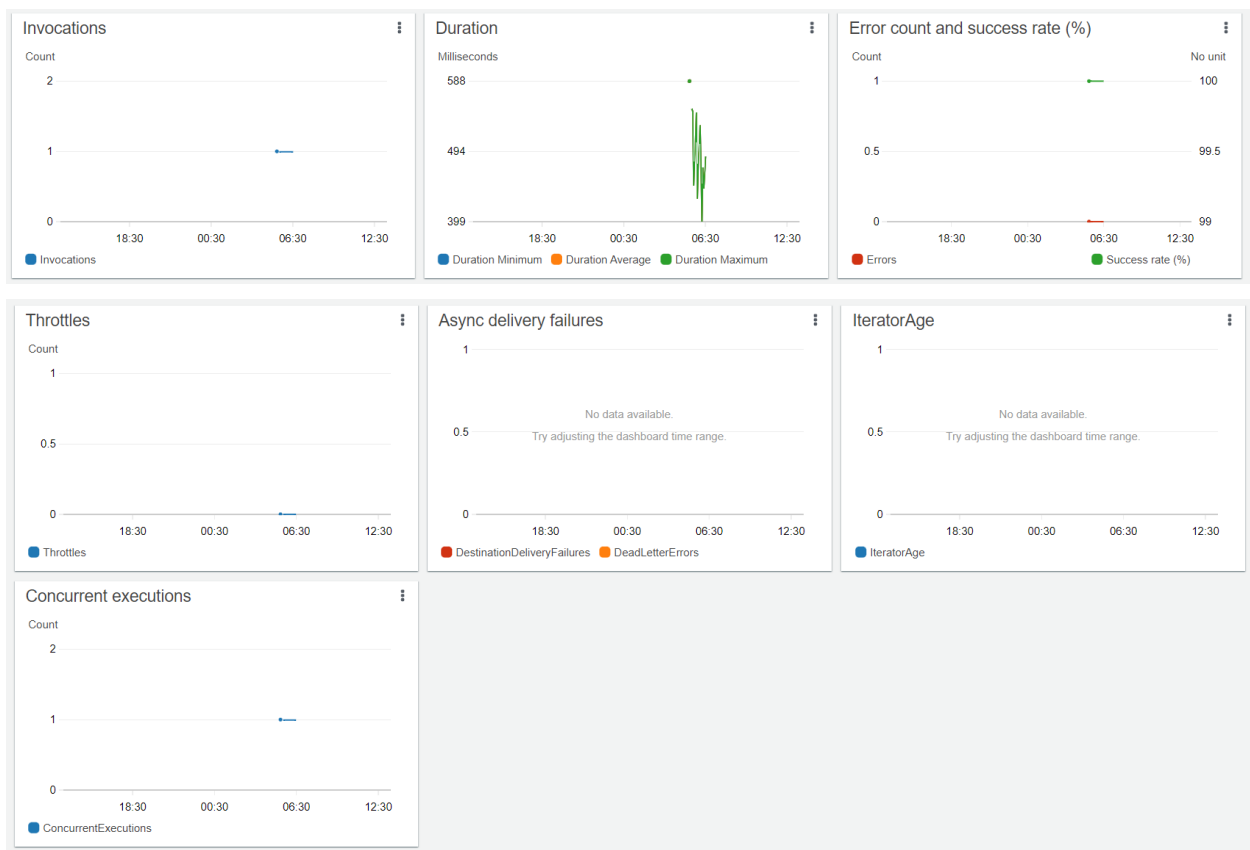 Invocations
Count
2
1
0
18:30 00:30 06:30 12:30
Invocations
Duration
Milliseconds
588
494
399
18:30 00:30 06:30 12:30
Duration Minimum Duration Average Duration Maximum
Error count and success rate (%)
Count No unit
1 100
0.5 99.5
0 99
18:30 00:30 06:30 12:30
Errors Success rate (%)
Throttles
Count
1
0.5
0
18:30 00:30 06:30 12:30
Throttles
Async delivery failures
1
No data available.
0.5 Try adjusting the dashboard time range.
0
18:30 00:30 06:30 12:30
DestinationDeliveryFailures DeadLetterErrors
IteratorAge
1
No data available.
0.5 Try adjusting the dashboard time range.
0
18:30 00:30 06:30 12:30
IteratorAge
Concurrent executions
Count
2
1
0
18:30 00:30 06:30 12:30
ConcurrentExecutions